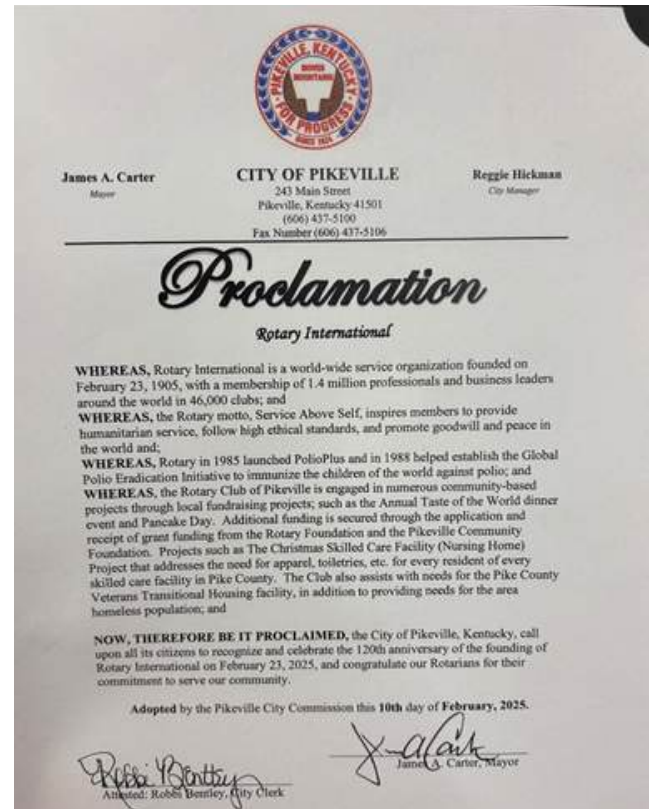 PIKEVILLE, KENTUCKY
FOR PROGRESS
SINCE 1824
James A. Carter
Mayor
CITY OF PIKEVILLE
243 Main Street
Pikeville, Kentucky 41501
(606) 437-5100
Fax Number (606) 437-5106
Reggie Hickman
City Manager
Proclamation
Rotary International
WHEREAS, Rotary International is a world-wide service organization founded on
February 23, 1905, with a membership of 1.4 million professionals and business leaders
around the world in 46,000 clubs; and
WHEREAS, the Rotary motto, Service Above Self, inspires members to provide
humanitarian service, follow high ethical standards, and promote goodwill and peace in
the world and;
WHEREAS, Rotary in 1985 launched PolioPlus and in 1988 helped establish the Global
Polio Eradication Initiative to immunize the children of the world against polio; and
WHEREAS, the Rotary Club of Pikeville is engaged in numerous community-based
projects through local fundraising projects; such as the Annual Taste of the World dinner
event and Pancake Day. Additional funding is secured through the application and
receipt of grant funding from the Rotary Foundation and the Pikeville Community
Foundation. Projects such as The Christmas Skilled Care Facility (Nursing Home)
Project that addresses the need for apparel, toiletries, etc. for every resident of every
skilled care facility in Pike County. The Club also assists with needs for the Pike County
Veterans Transitional Housing facility, in addition to providing needs for the area
homeless population; and
NOW, THEREFORE BE IT PROCLAIMED, the City of Pikeville, Kentucky, call
upon all its citizens to recognize and celebrate the 120th anniversary of the founding of
Rotary International on February 23, 2025, and congratulate our Rotarians for their
commitment to serve our community.
Adopted by the Pikeville City Commission this 10th day of February, 2025.
Robbi Bentley
Attested: Robbi Bentley, City Clerk
James A. Carter, Mayor